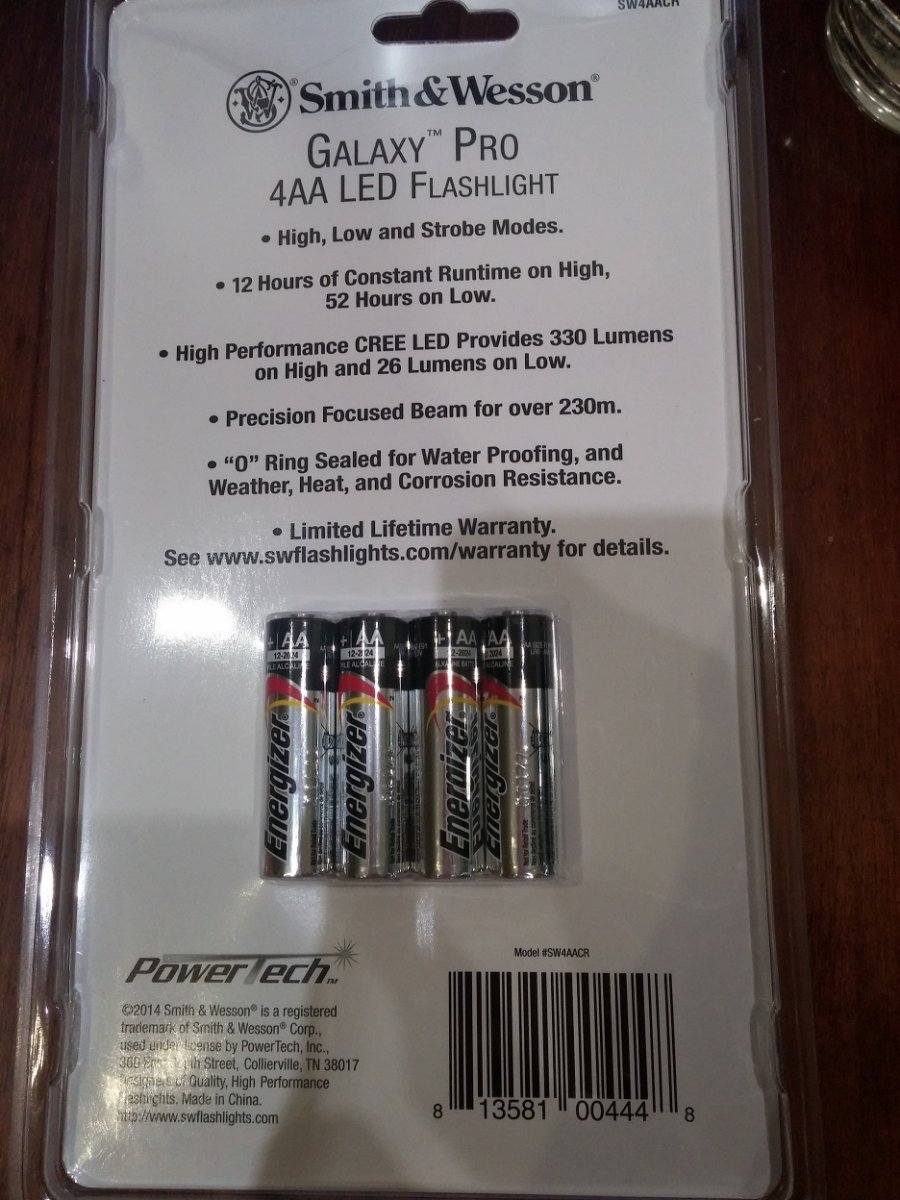 SW4AACR
Smith & Wesson®
GALAXY™ PRO
4AA LED FLASHLIGHT
• High, Low and Strobe Modes.
• 12 Hours of Constant Runtime on High,
52 Hours on Low.
• High Performance CREE LED Provides 330 Lumens
on High and 26 Lumens on Low.
• Precision Focused Beam for over 230m.
• “O” Ring Sealed for Water Proofing, and
Weather, Heat, and Corrosion Resistance.
• Limited Lifetime Warranty.
See www.swflashlights.com/warranty for details.
+ AA
12-2024
Energizer®
+ AA
12-2024
Energizer®
+ AA
12-2024
Energizer
AA
2024
Energizer
POWERTECH™
Model #SW4AACR
©2014 Smith & Wesson® is a registered
trademark of Smith & Wesson® Corp.,
used under license by PowerTech, Inc.,
Street, Collierville, TN 38017
of Quality, High Performance
Flashlights. Made in China.
http://www.swflashlights.com
8 13581 00444 8